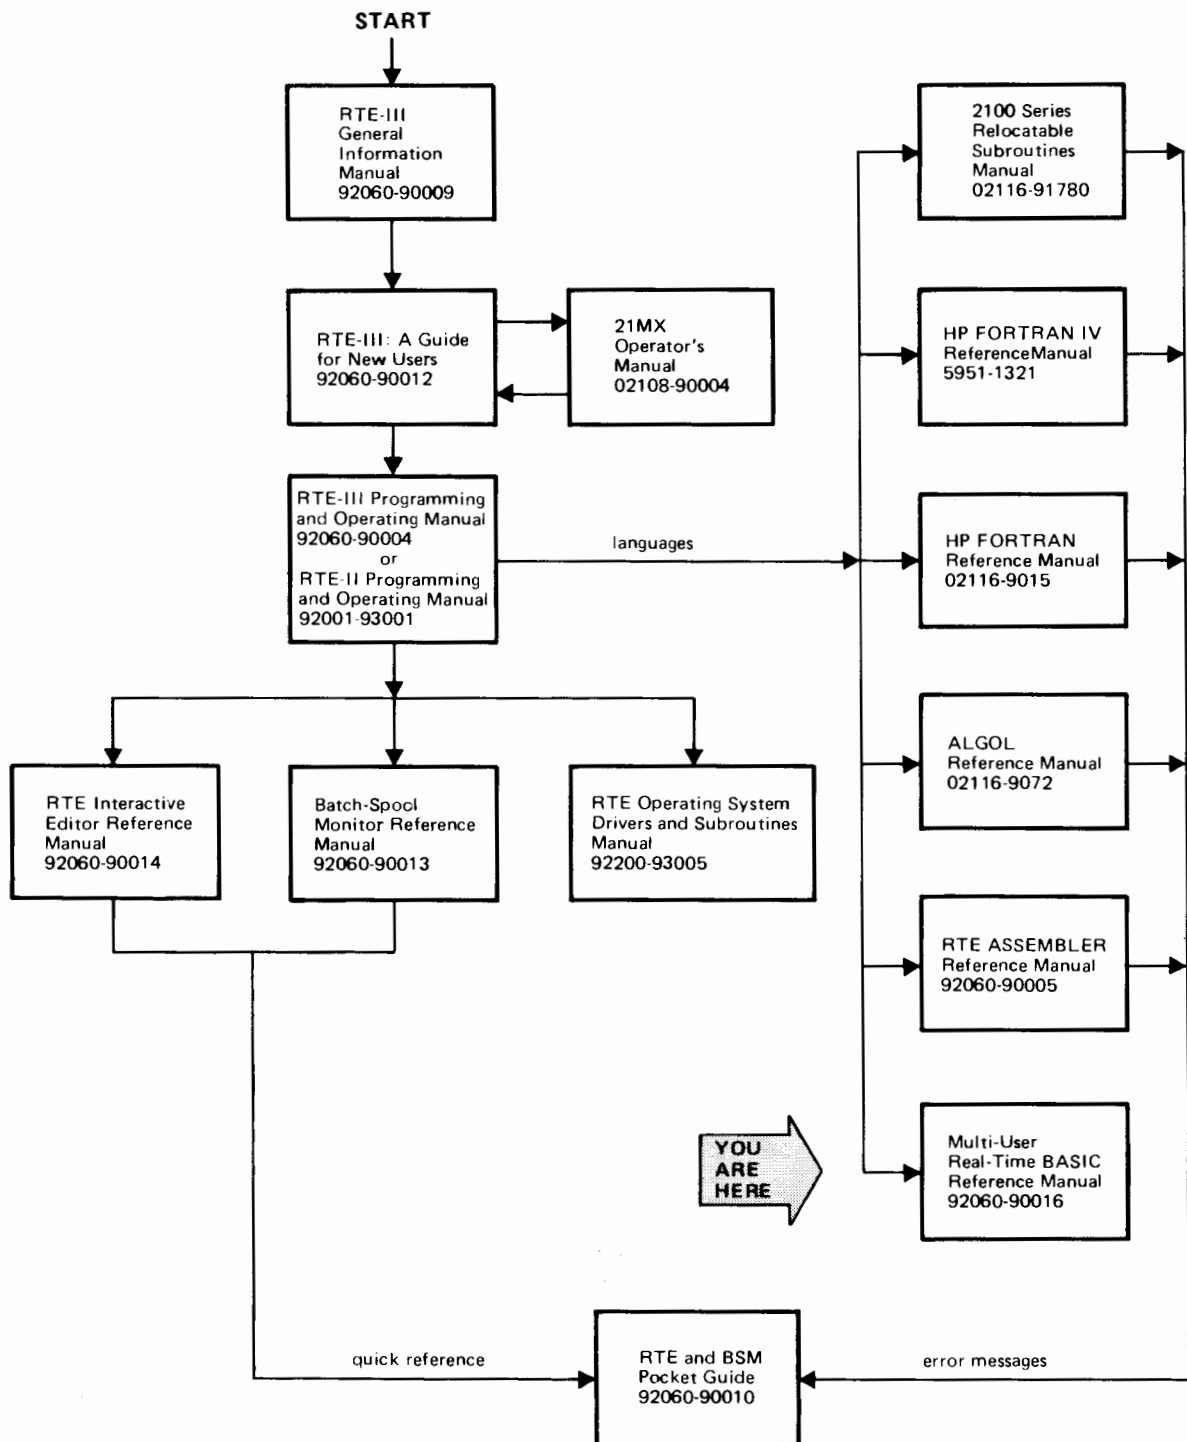 START
RTE-III
General
Information
Manual
92060-90009
RTE-III: A Guide
for New Users
92060-90012
21MX
Operator's
Manual
02108-90004
RTE-III Programming
and Operating Manual
92060-90004
or
RTE-II Programming
and Operating Manual
92001-93001
languages
2100 Series
Relocatable
Subroutines
Manual
02116-91780
HP FORTRAN IV
ReferenceManual
5951-1321
HP FORTRAN
Reference Manual
02116-9015
ALGOL
Reference Manual
02116-9072
RTE ASSEMBLER
Reference Manual
92060-90005
Multi-User
Real-Time BASIC
Reference Manual
92060-90016
RTE Interactive
Editor Reference
Manual
92060-90014
Batch-Spool
Monitor Reference
Manual
92060-90013
RTE Operating System
Drivers and Subroutines
Manual
92200-93005
YOU
ARE
HERE
quick reference
RTE and BSM
Pocket Guide
92060-90010
error messages